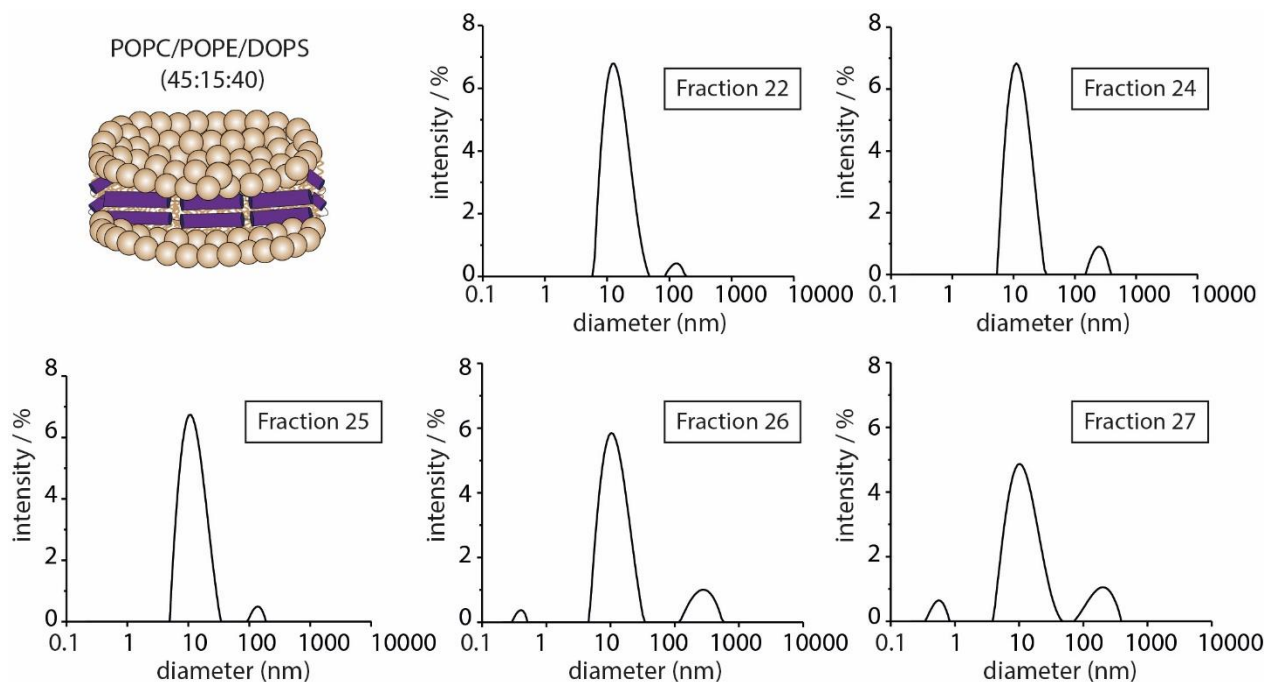 POPC/POPE/DOPS
(45:15:40)
8
6
4
2
0
intensity / %
Fraction 22
0.1 1 10 100 1000 10000
diameter (nm)
8
6
4
2
0
intensity / %
Fraction 24
0.1 1 10 100 1000 10000
diameter (nm)
8
6
4
2
0
intensity / %
Fraction 25
0.1 1 10 100 1000 10000
diameter (nm)
8
6
4
2
0
intensity / %
Fraction 26
0.1 1 10 100 1000 10000
diameter (nm)
8
6
4
2
0
intensity / %
Fraction 27
0.1 1 10 100 1000 10000
diameter (nm)